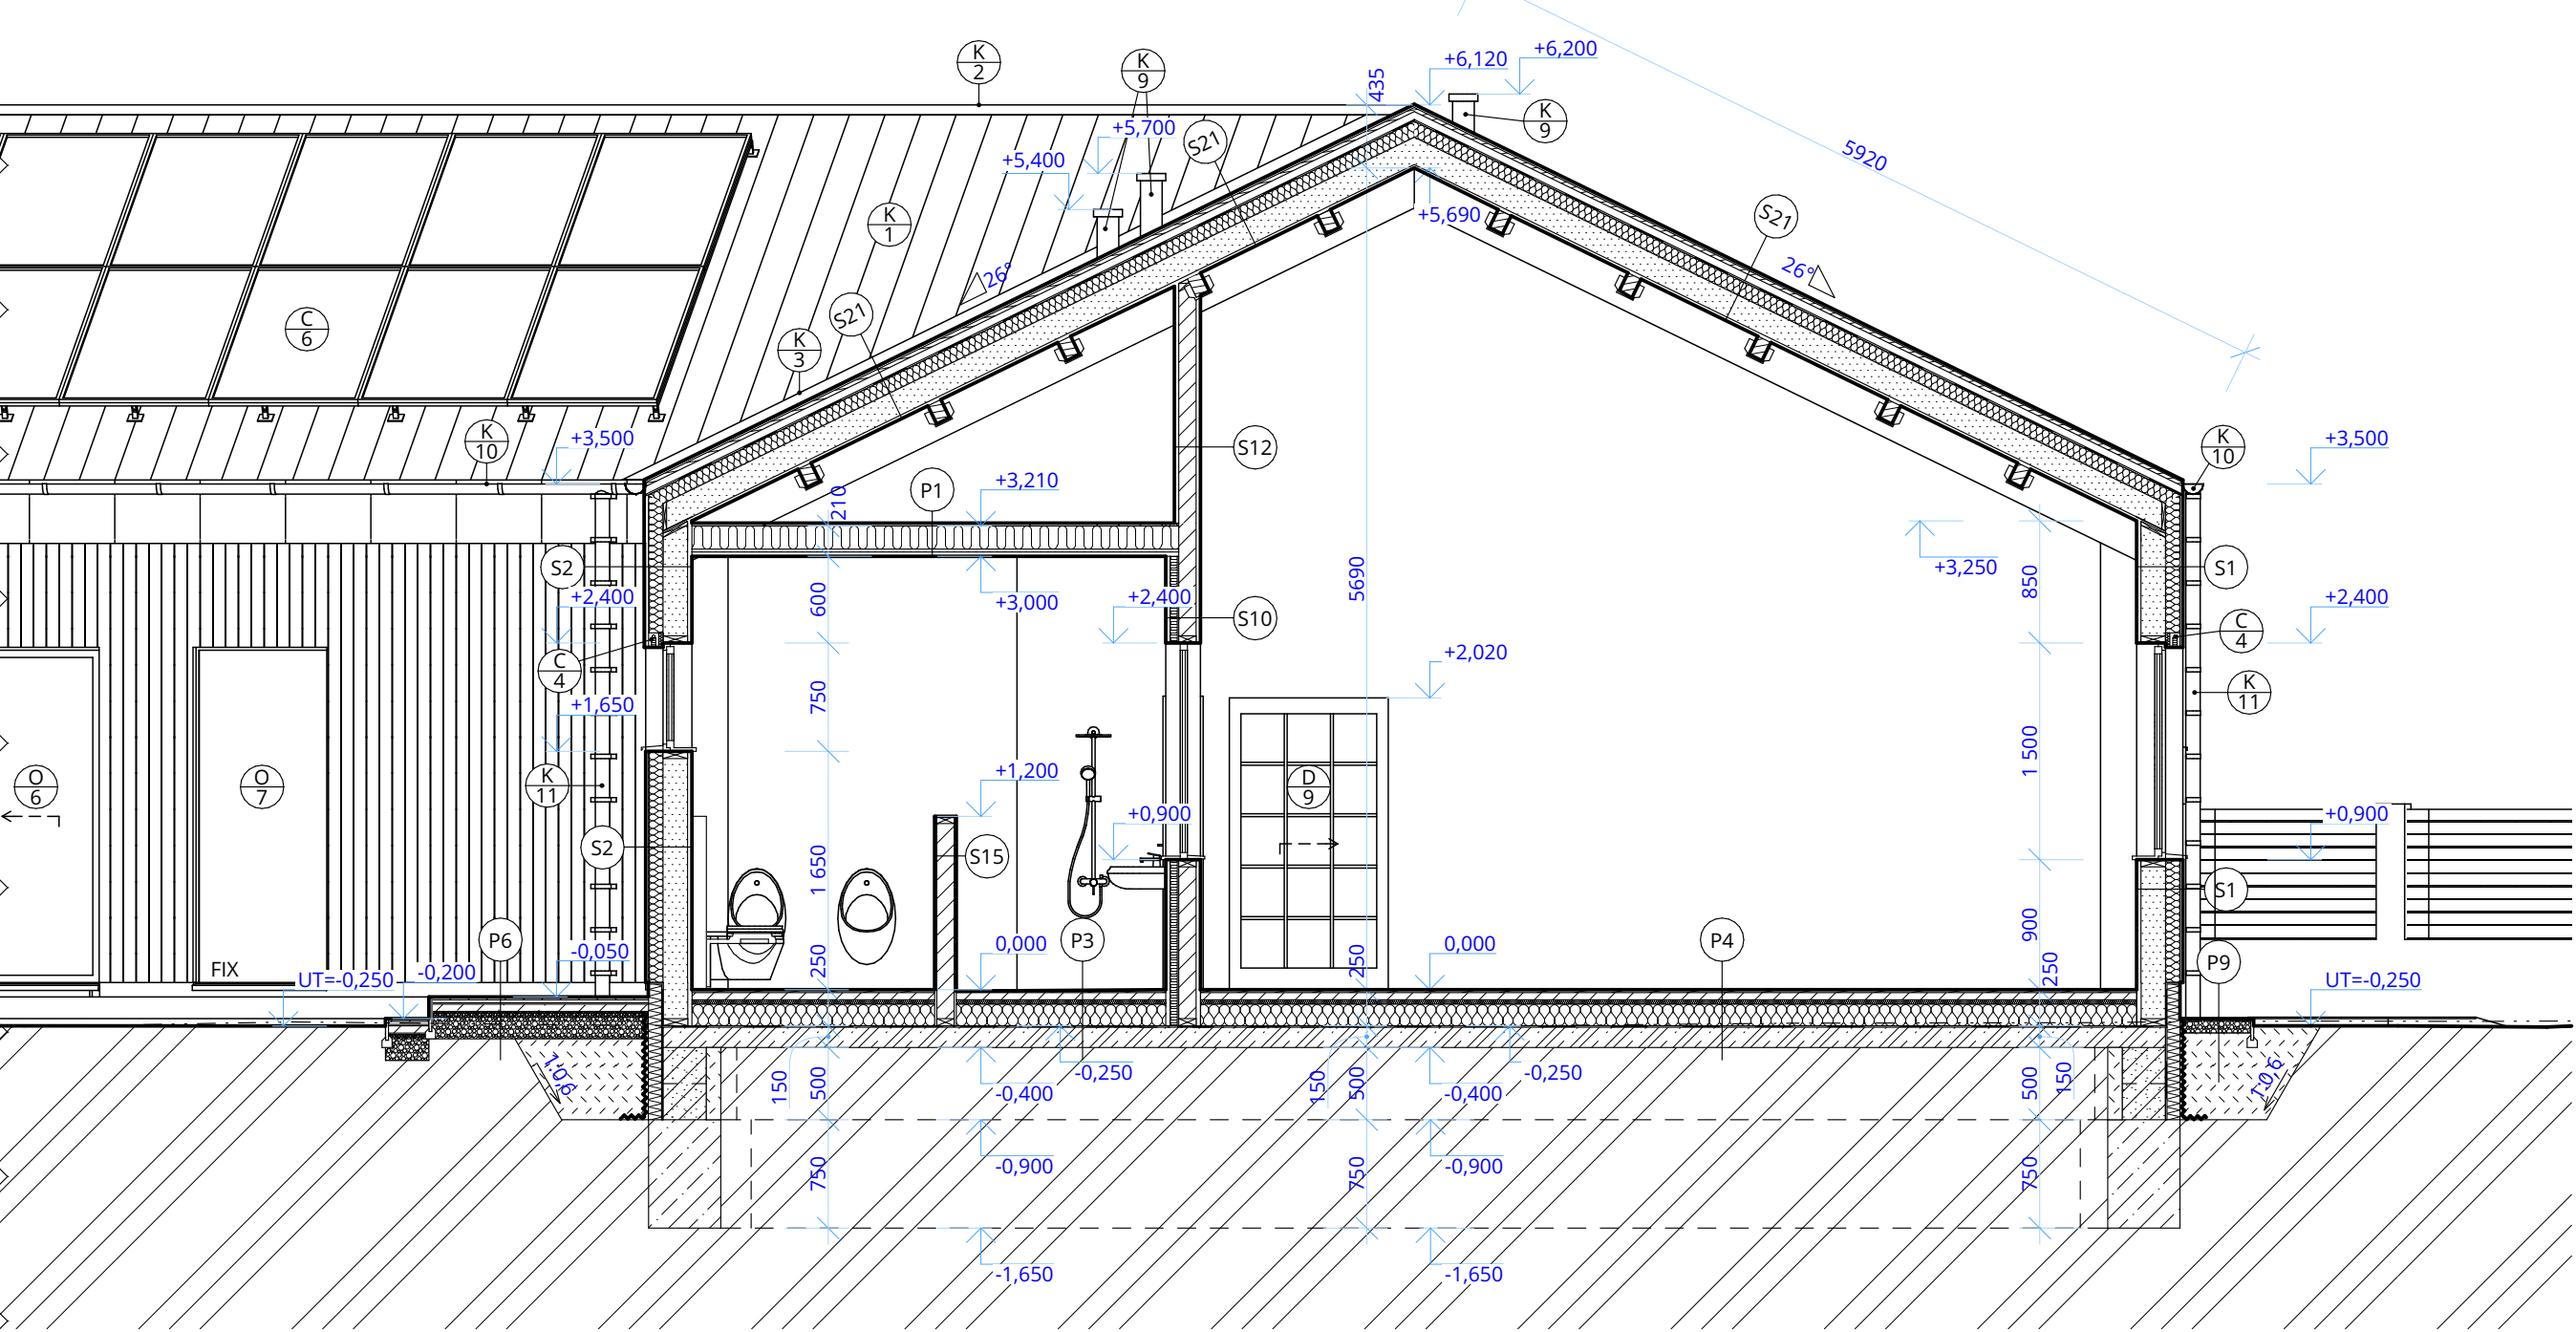 K
2
K
9
435
+6,120
+6,200
K
9
+5,700
S21
+5,400
5920
K
1
+5,690
S21
26°
26°
C
6
S21
K
3
K
10
+3,500
S12
K
10
+3,500
+3,210
P1
210
S2
+2,400
600
+3,000
+2,400
S10
5690
+3,250
850
S1
+2,400
C
4
C
4
+2,020
+1,650
750
K
11
1 500
+1,200
O
6
O
7
K
11
D
9
+0,900
+0,900
S2
1 650
S15
S1
900
P6
-0,050
0,000
P3
0,000
P4
P9
FIX
UT=-0,250
-0,200
250
250
250
UT=-0,250
1:0,6
150
500
-0,400
-0,250
150
500
-0,400
-0,250
500
150
1:0,6
750
-0,900
750
-0,900
750
-1,650
-1,650